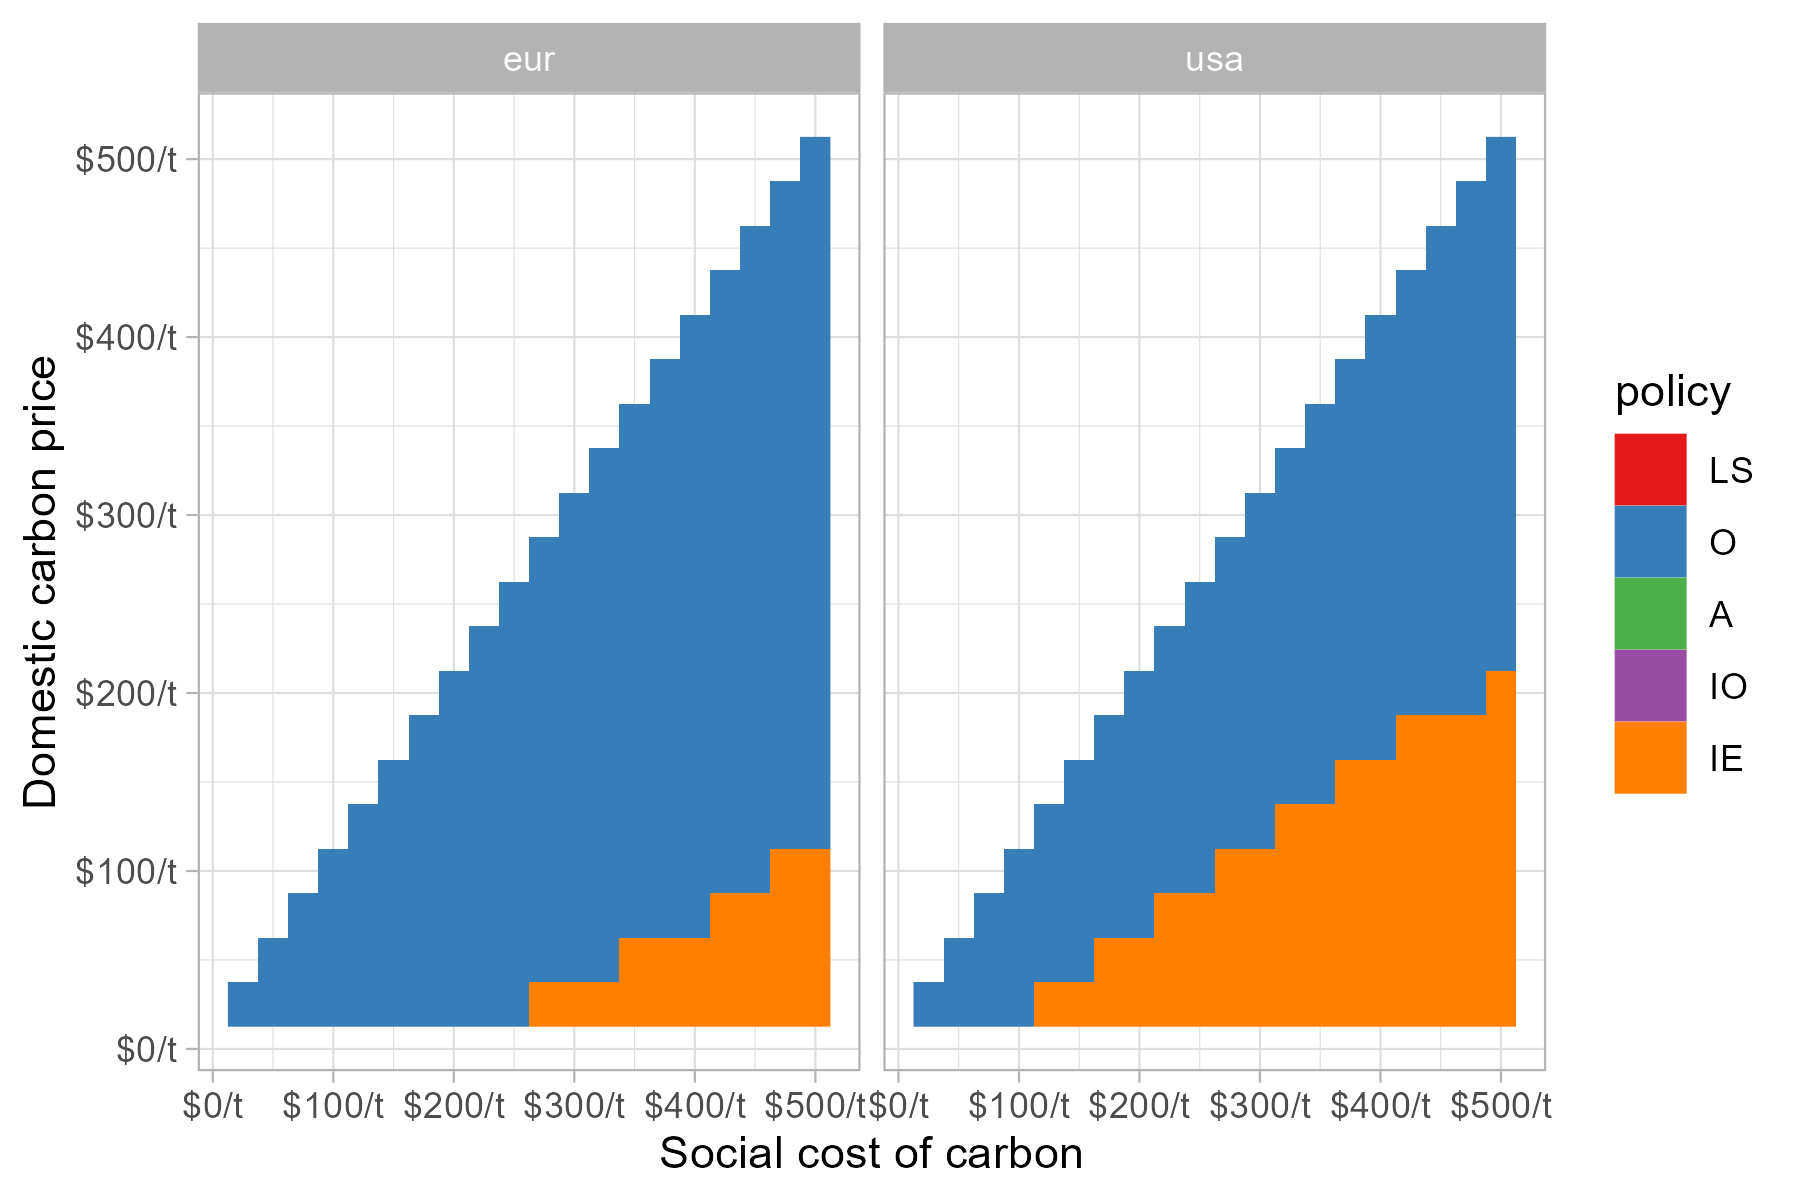 eur
usa
Domestic carbon price
$500/t
$400/t
$300/t
$200/t
$100/t
$0/t
$0/t $100/t $200/t $300/t $400/t $500/t
$0/t $100/t $200/t $300/t $400/t $500/t
Social cost of carbon
policy
LS
O
A
IO
IE